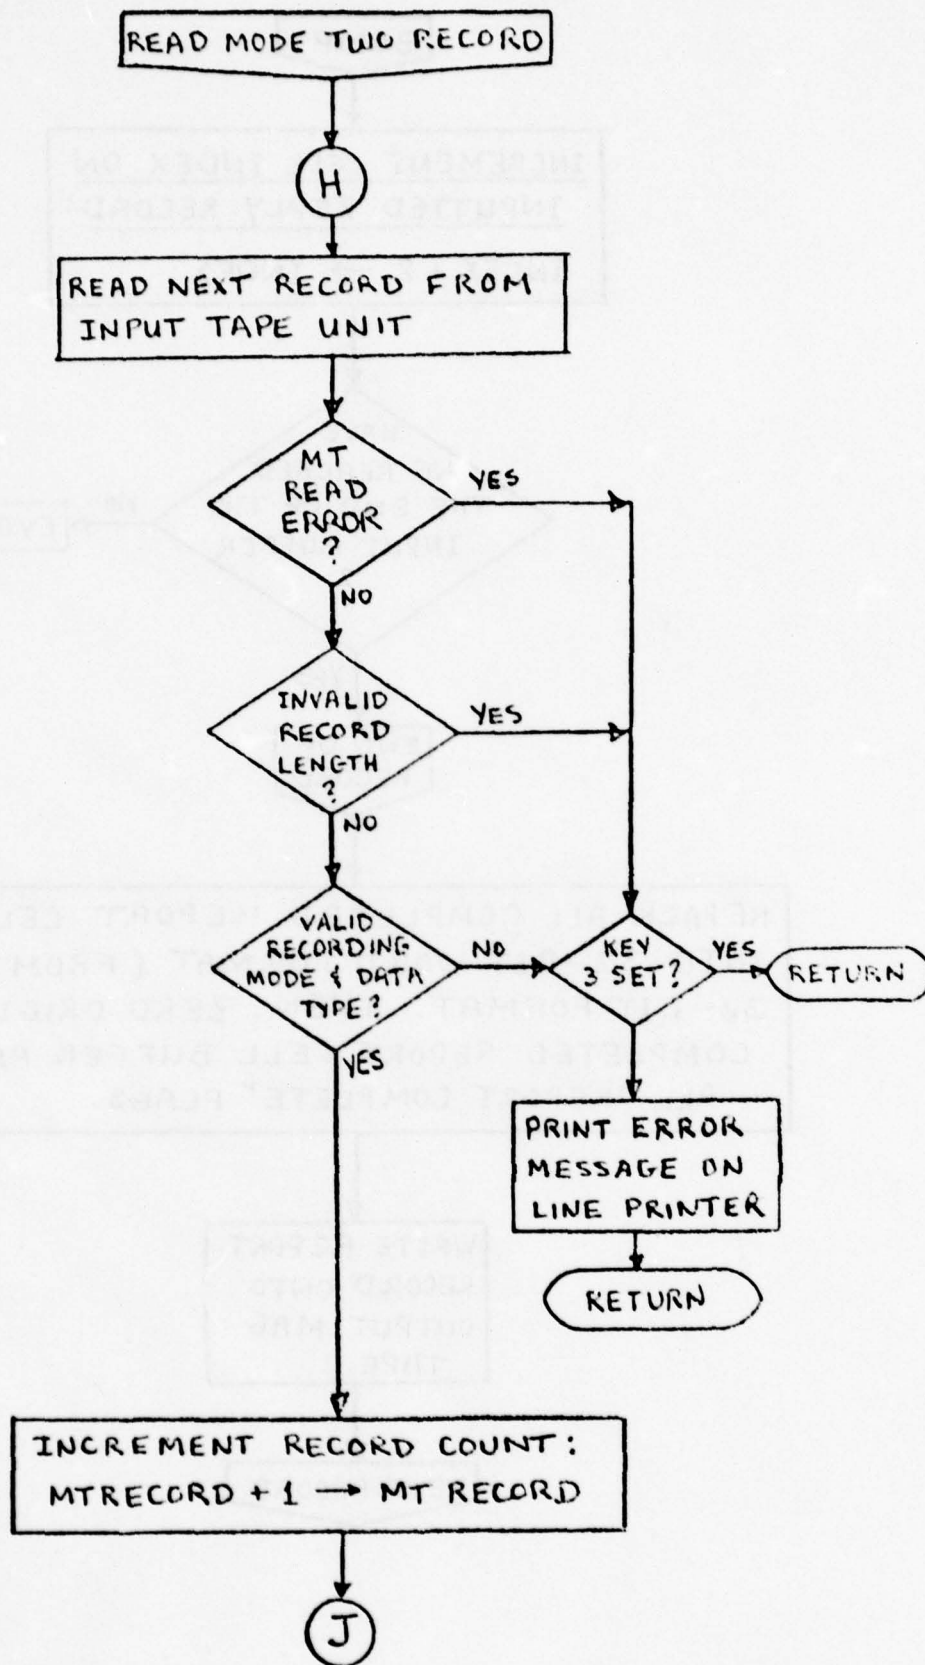 READ MODE TWO RECORD
H
READ NEXT RECORD FROM
INPUT TAPE UNIT
MT
READ
ERROR
?
YES
NO
INVALID
RECORD
LENGTH
?
YES
NO
VALID
RECORDING
MODE & DATA
TYPE?
NO
KEY
3 SET?
YES
RETURN
YES
PRINT ERROR
MESSAGE ON
LINE PRINTER
RETURN
INCREMENT RECORD COUNT:
MTRECORD + 1 → MT RECORD
J